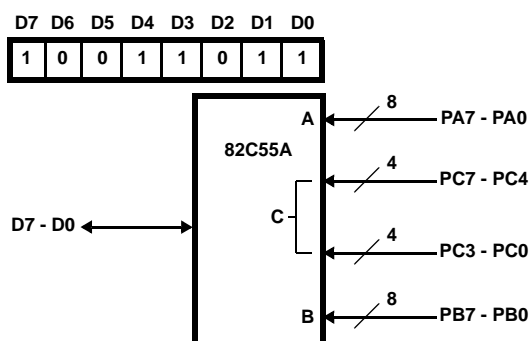 D7 D6 D5 D4 D3 D2 D1 D0
1 0 0 1 1 0 1 1
8
A
PA7 - PA0
82C55A
4
PC7 - PC4
C
D7 - D0
4
PC3 - PC0
8
B
PB7 - PB0